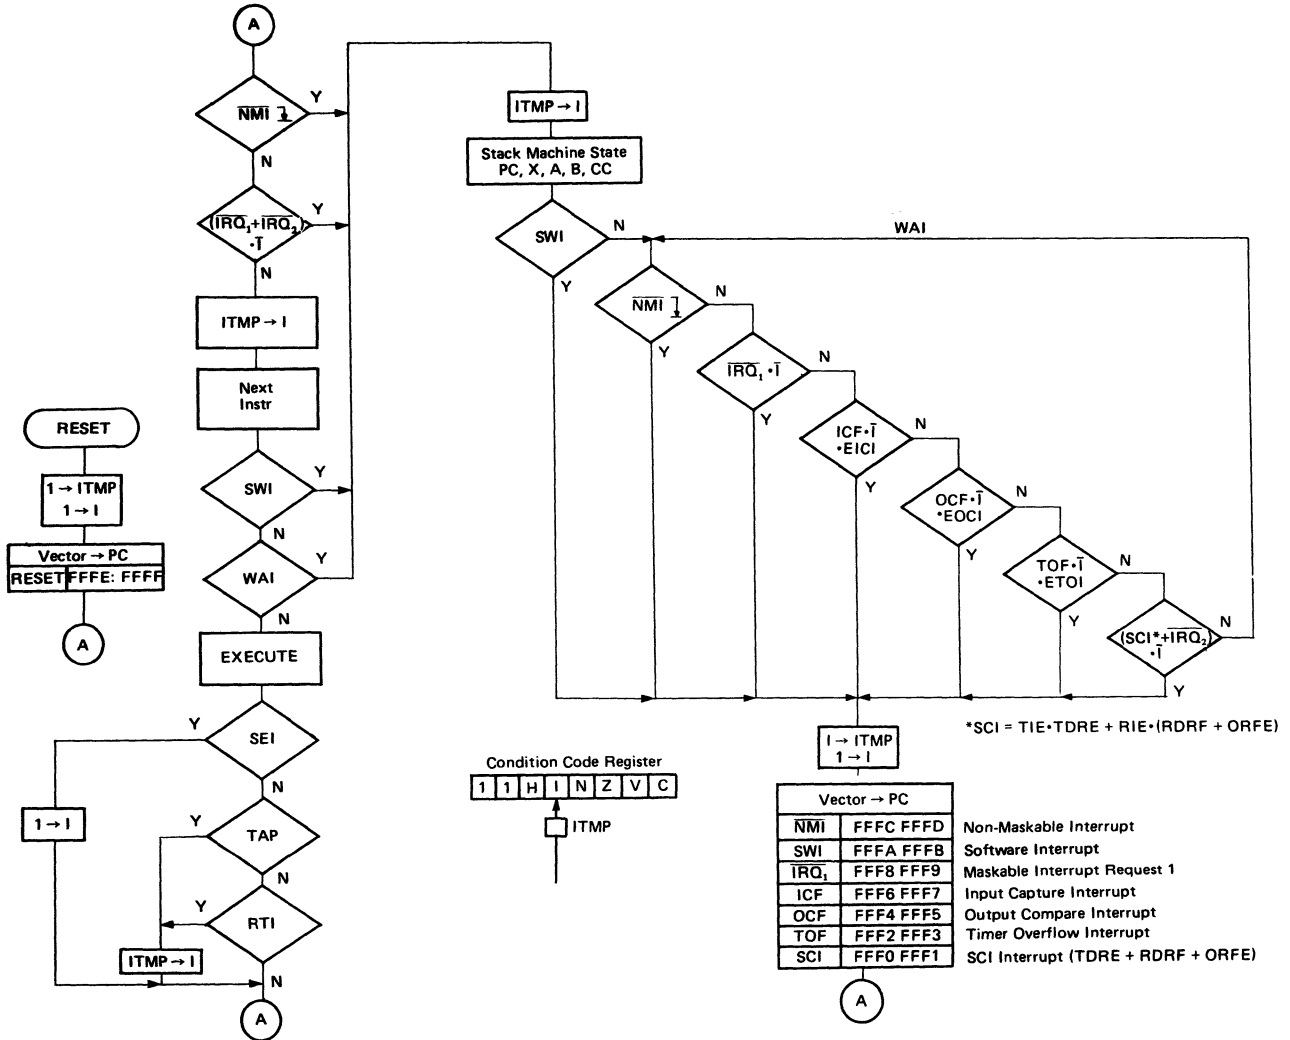 A
NMI
Y
N
(IRQ1+IRQ2)
•I
Y
N
ITMP → I
Next
Instr
SWI
Y
N
WAI
Y
N
EXECUTE
SEI
Y
N
1 → I
TAP
Y
N
RTI
Y
ITMP → I
N
A
RESET
1 → ITMP
1 → I
Vector → PC
RESET FFFE: FFFF
A
ITMP → I
Stack Machine State
PC, X, A, B, CC
SWI
N
Y
WAI
NMI
N
Y
IRQ1 •I
N
Y
ICF•I
•EICI
N
Y
OCF•I
•EOCI
N
Y
TOF•I
•ETOI
N
Y
(SCI*+IRQ2)
•I
N
Y
*SCI = TIE•TDRE + RIE•(RDRF + ORFE)
I → ITMP
1 → I
Condition Code Register
1 1 H I N Z V C
ITMP
Vector → PC
NMI FFFC FFFD Non-Maskable Interrupt
SWI FFFA FFFB Software Interrupt
IRQ1 FFF8 FFF9 Maskable Interrupt Request 1
ICF FFF6 FFF7 Input Capture Interrupt
OCF FFF4 FFF5 Output Compare Interrupt
TOF FFF2 FFF3 Timer Overflow Interrupt
SCI FFF0 FFF1 SCI Interrupt (TDRE + RDRF + ORFE)
A